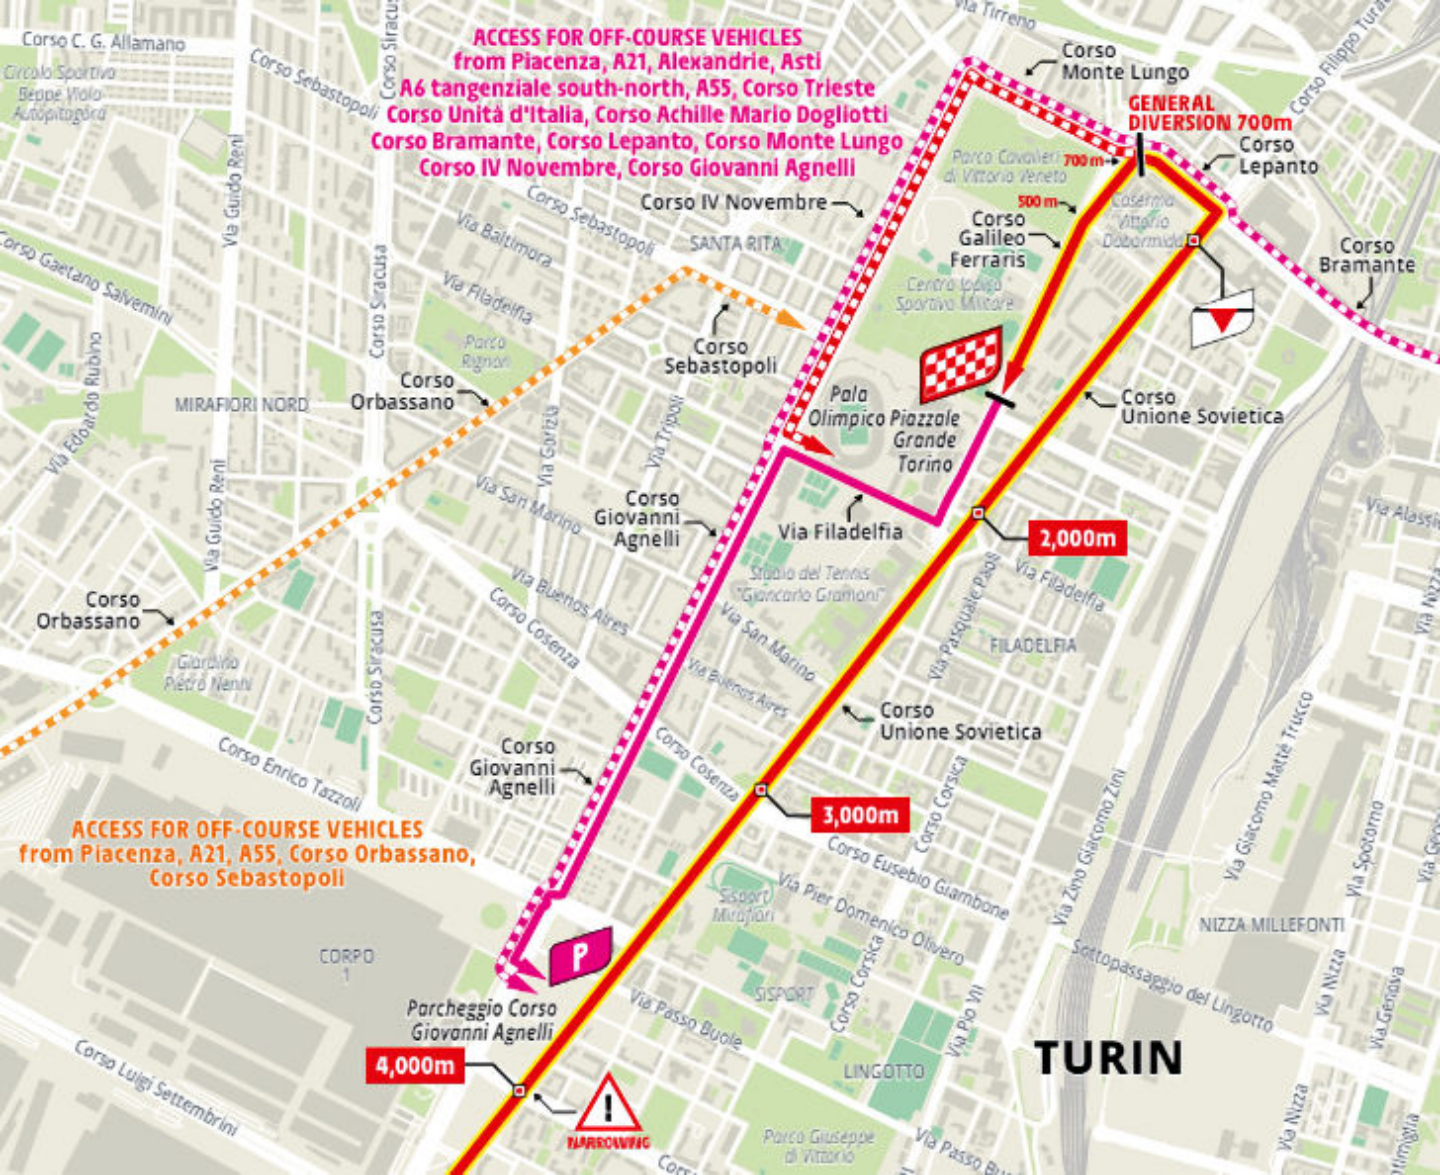 Via Tirreno
Corso Filippo Turati
Corso C. G. Allamano
Corso Siracusa
Corso Sebastopoli
Circolo Sportivo
Beppe Viola
Autopitagora
ACCESS FOR OFF-COURSE VEHICLES
from Piacenza, A21, Alexandrie, Asti
A6 tangenziale south-north, A55, Corso Trieste
Corso Unità d'Italia, Corso Achille Mario Dogliotti
Corso Bramante, Corso Lepanto, Corso Monte Lungo
Corso IV Novembre, Corso Giovanni Agnelli
Corso
Monte Lungo
GENERAL
DIVERSION 700m
Corso
Lepanto
Parco Cavalieri
di Vittorio Veneto
700 m
500 m
Caserma
Vittorio
Dabormida
Corso IV Novembre
Corso
Galileo
Ferraris
Corso
Bramante
Via Guido Reni
Corso Sebastopoli
Via Baltimora
SANTA RITA
Corso Gaetano Salvemini
Corso Siracusa
Via Filadelfia
Centro Ippico
Sportivo Militare
Parco
Rignon
Corso
Sebastopoli
Via Edoardo Rubino
MIRAFIORI NORD
Corso
Orbassano
Pala
Olimpico
Piazzale
Grande
Torino
Corso
Unione Sovietica
Via Gorizia
Via Tripoli
Via Guido Reni
Via San Marino
Corso
Giovanni
Agnelli
Via Filadelfia
2,000m
Via Alassio
Stadio del Tennis
"Giancarlo Gramoni"
Via Filadelfia
Via Pasquale Paoli
Via Nizza
Corso
Orbassano
Via Buenos Aires
Corso Cosenza
Via San Marino
FILADELFIA
Giardino
Pietro Nenni
Corso Siracusa
Via Buenos Aires
Corso
Unione Sovietica
Corso Enrico Tazzoli
Corso
Giovanni
Agnelli
Corso Cosenza
Corso Corsica
Via Zino Giacomo Zini
Via Giacomo Mattè Trucco
Via Spotorno
3,000m
ACCESS FOR OFF-COURSE VEHICLES
from Piacenza, A21, A55, Corso Orbassano,
Corso Sebastopoli
Corso Eusebio Giambone
Sisport
Mirafiori
Via Pier Domenico Olivero
NIZZA MILLEFONTI
CORPO
1
P
Sottopassaggio del Lingotto
Via Nizza
Via Genova
Corso Corsica
SISPORT
Parcheggio Corso
Giovanni Agnelli
Via Passo Buole
Via Pio VII
TURIN
4,000m
LINGOTTO
Corso Luigi Settembrini
!
NARROWING
Parco Giuseppe
di Vittorio
Via Passo
Via Nizza